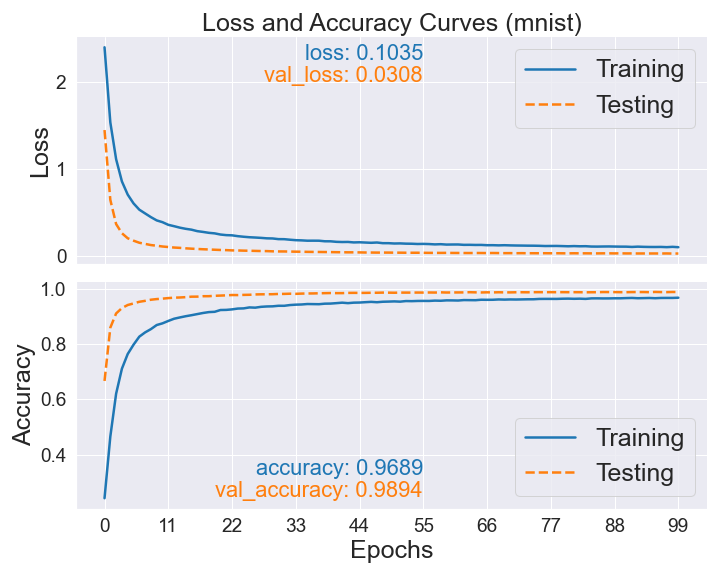 Loss and Accuracy Curves (mnist)
loss: 0.1035
val_loss: 0.0308
Training
Testing
2
1
0
Loss
1.0
0.8
0.6
0.4
Accuracy
accuracy: 0.9689
val_accuracy: 0.9894
Training
Testing
0 11 22 33 44 55 66 77 88 99
Epochs